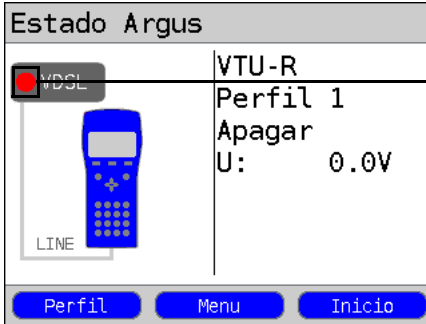 Estado Argus
VDSL
VTU-R
Perfil 1
Apagar
U: 0.0V
LINE
Perfil
Menu
Inicio